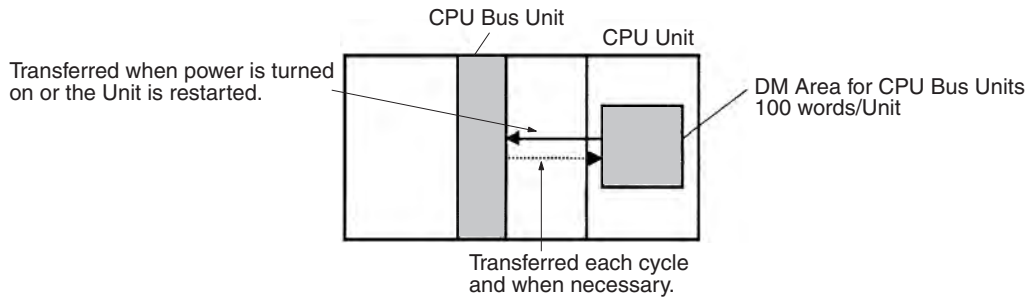 CPU Bus Unit
CPU Unit
Transferred when power is turned
on or the Unit is restarted.
DM Area for CPU Bus Units
100 words/Unit
Transferred each cycle
and when necessary.